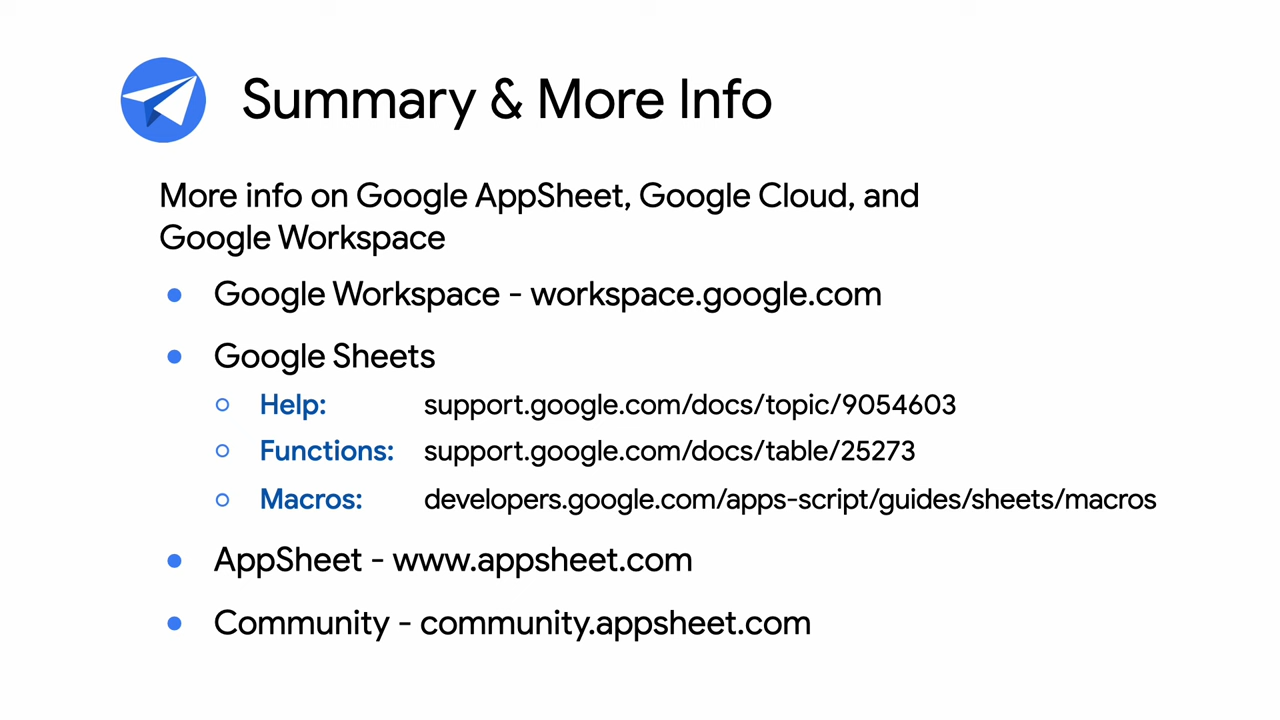 Summary & More Info
More info on Google AppSheet, Google Cloud, and
Google Workspace
● Google Workspace - workspace.google.com
● Google Sheets
○ Help: support.google.com/docs/topic/9054603
○ Functions: support.google.com/docs/table/25273
○ Macros: developers.google.com/apps-script/guides/sheets/macros
● AppSheet - www.appsheet.com
● Community - community.appsheet.com